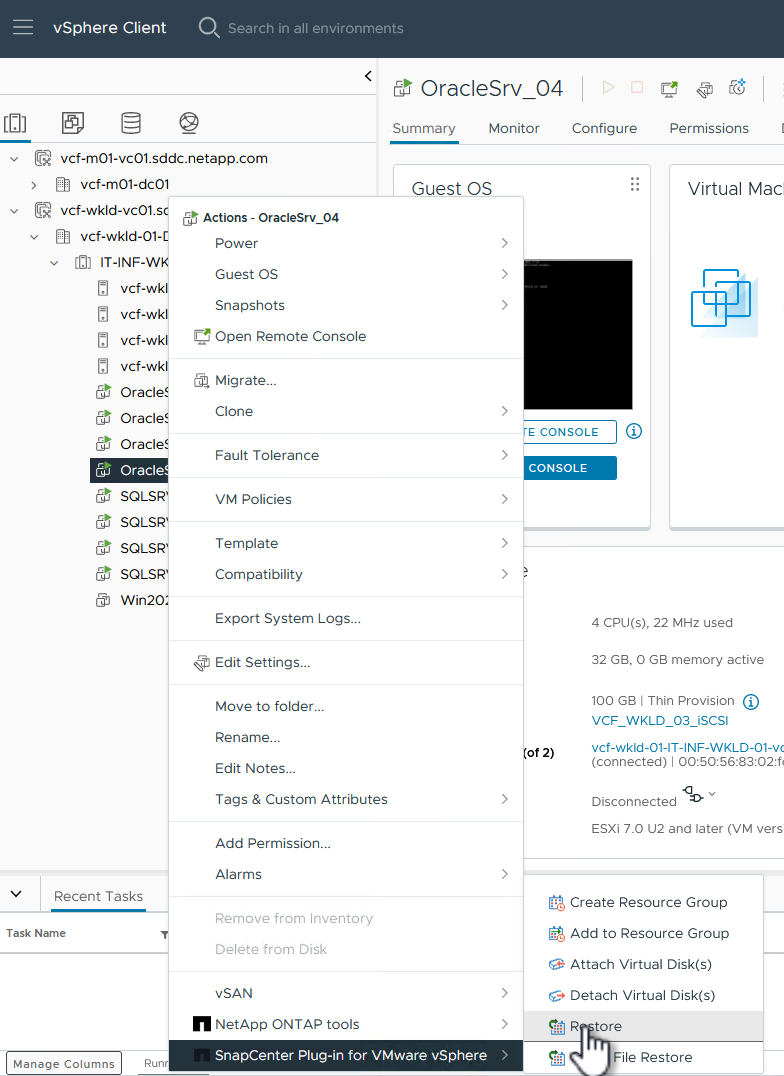 vSphere Client
Search in all environments
vcf-m01-vc01.sddc.netapp.com
vcf-m01-dc01
vcf-wkld-vc01.sd
vcf-wkld-01-D
IT-INF-WK
vcf-wkl
vcf-wkl
vcf-wkl
vcf-wkl
OracleS
OracleS
OracleS
OracleS
SQLSRV
SQLSRV
SQLSRV
SQLSRV
Win202
OracleSrv_04
Summary Monitor Configure Permissions
Guest OS
Virtual Mac
TE CONSOLE
CONSOLE
4 CPU(s), 22 MHz used
32 GB, 0 GB memory active
100 GB | Thin Provision
VCF_WKLD_03_iSCSI
(of 2)
vcf-wkld-01-IT-INF-WKLD-01-vc
(connected) | 00:50:56:83:02:f
Disconnected
ESXi 7.0 U2 and later (VM vers
Actions - OracleSrv_04
Power
Guest OS
Snapshots
Open Remote Console
Migrate...
Clone
Fault Tolerance
VM Policies
Template
Compatibility
Export System Logs...
Edit Settings...
Move to folder...
Rename...
Edit Notes...
Tags & Custom Attributes
Add Permission...
Alarms
Remove from Inventory
Delete from Disk
vSAN
NetApp ONTAP tools
SnapCenter Plug-in for VMware vSphere
Create Resource Group
Add to Resource Group
Attach Virtual Disk(s)
Detach Virtual Disk(s)
Restore
File Restore
Recent Tasks
Task Name
Manage Columns
Runn